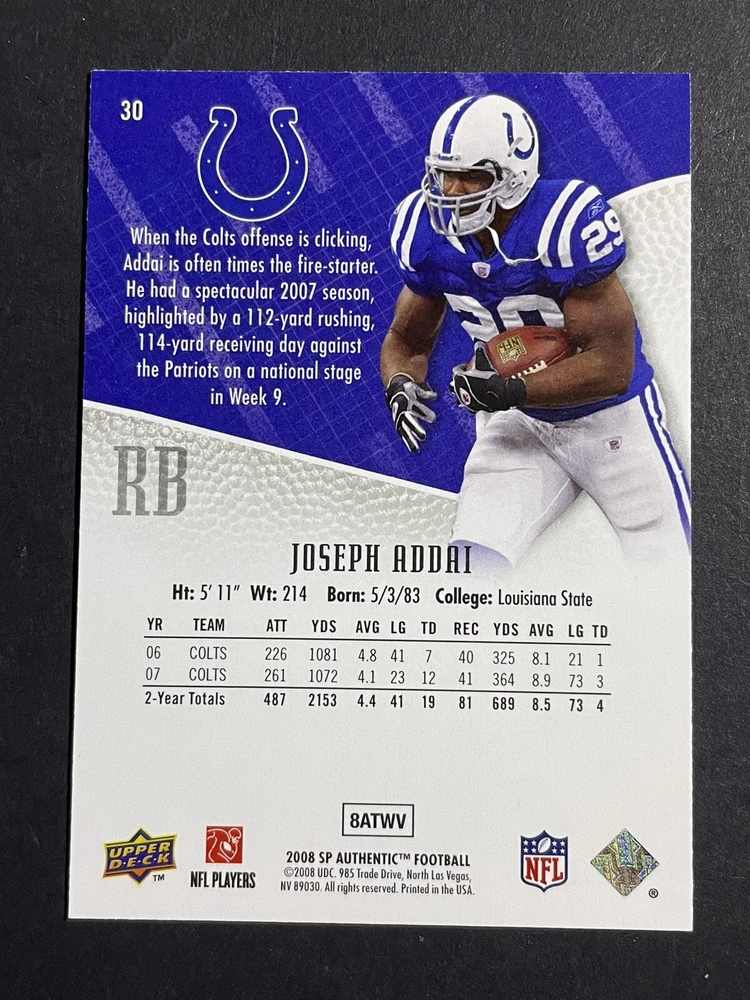 30
When the Colts offense is clicking,
Addai is often times the fire-starter.
He had a spectacular 2007 season,
highlighted by a 112-yard rushing,
114-yard receiving day against
the Patriots on a national stage
in Week 9.
29
29
NFL
RB
JOSEPH ADDAI
Ht: 5' 11" Wt: 214 Born: 5/3/83 College: Louisiana State
YR TEAM ATT YDS AVG LG TD REC YDS AVG LG TD
06 COLTS 226 1081 4.8 41 7 40 325 8.1 21 1
07 COLTS 261 1072 4.1 23 12 41 364 8.9 73 3
2-Year Totals 487 2153 4.4 41 19 81 689 8.5 73 4
8ATWV
UPPER
D·E·C·K
TM
NFL PLAYERS
2008 SP AUTHENTIC™ FOOTBALL
©2008 UDC. 985 Trade Drive, North Las Vegas,
NV 89030. All rights reserved. Printed in the USA.
NFL
®